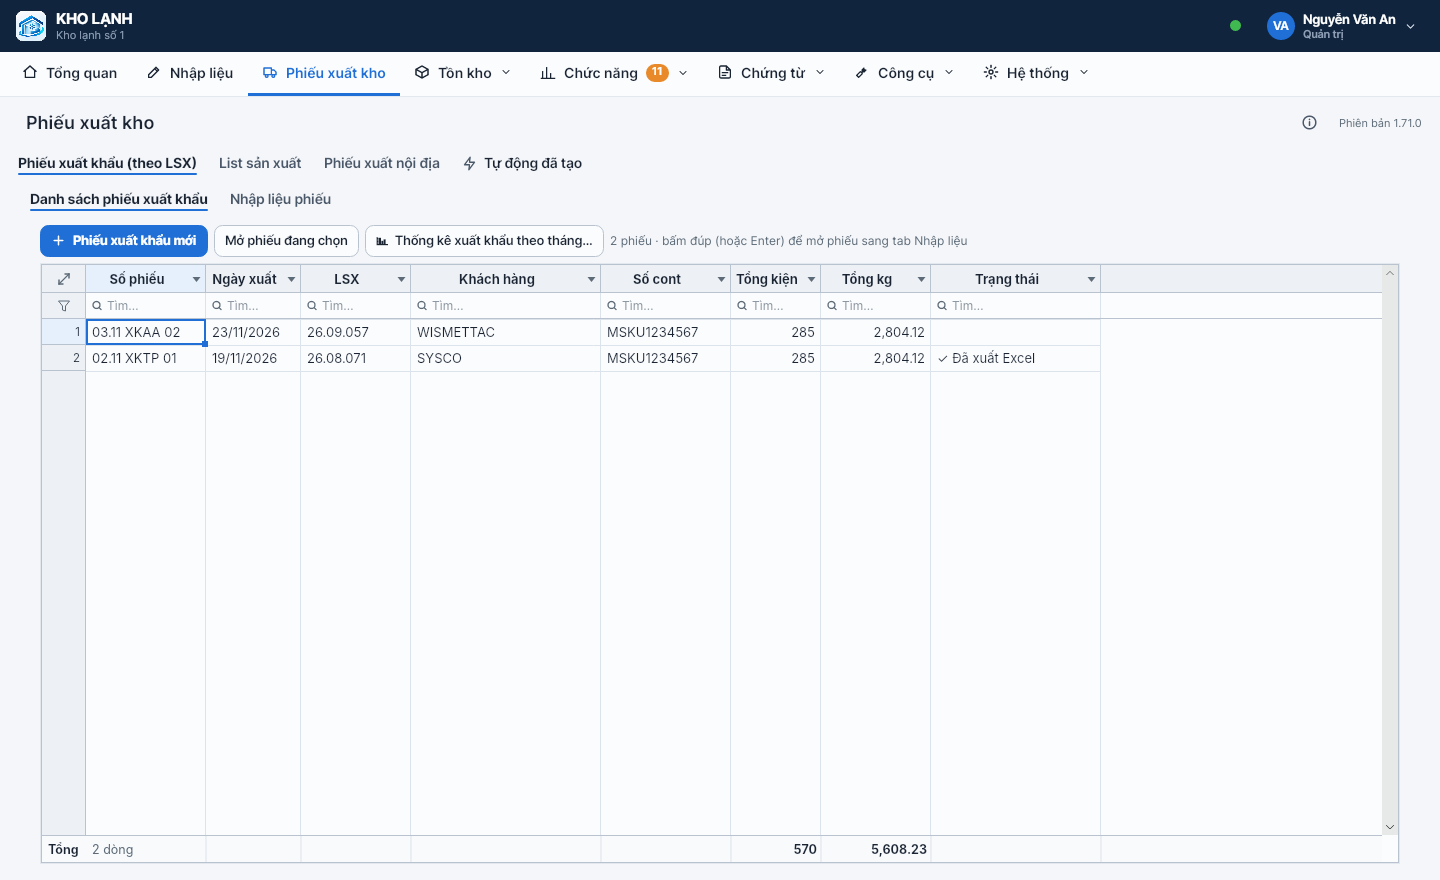 KHO LẠNH
Kho lạnh số 1
VA
Nguyễn Văn An
Quản trị
Tổng quan
Nhập liệu
Phiếu xuất kho
Tồn kho
Chức năng 11
Chứng từ
Công cụ
Hệ thống
Phiếu xuất kho
Phiên bản 1.71.0
Phiếu xuất khẩu (theo LSX)
List sản xuất
Phiếu xuất nội địa
Tự động đã tạo
Danh sách phiếu xuất khẩu
Nhập liệu phiếu
+ Phiếu xuất khẩu mới
Mở phiếu đang chọn
Thống kê xuất khẩu theo tháng...
2 phiếu · bấm đúp (hoặc Enter) để mở phiếu sang tab Nhập liệu
Số phiếu Ngày xuất LSX Khách hàng Số cont Tổng kiện Tổng kg Trạng thái
Tìm... Tìm... Tìm... Tìm... Tìm... Tìm... Tìm... Tìm...
1 03.11 XKAA 02 23/11/2026 26.09.057 WISMETTAC MSKU1234567 285 2,804.12
2 02.11 XKTP 01 19/11/2026 26.08.071 SYSCO MSKU1234567 285 2,804.12 ✓ Đã xuất Excel
Tổng 2 dòng 570 5,608.23